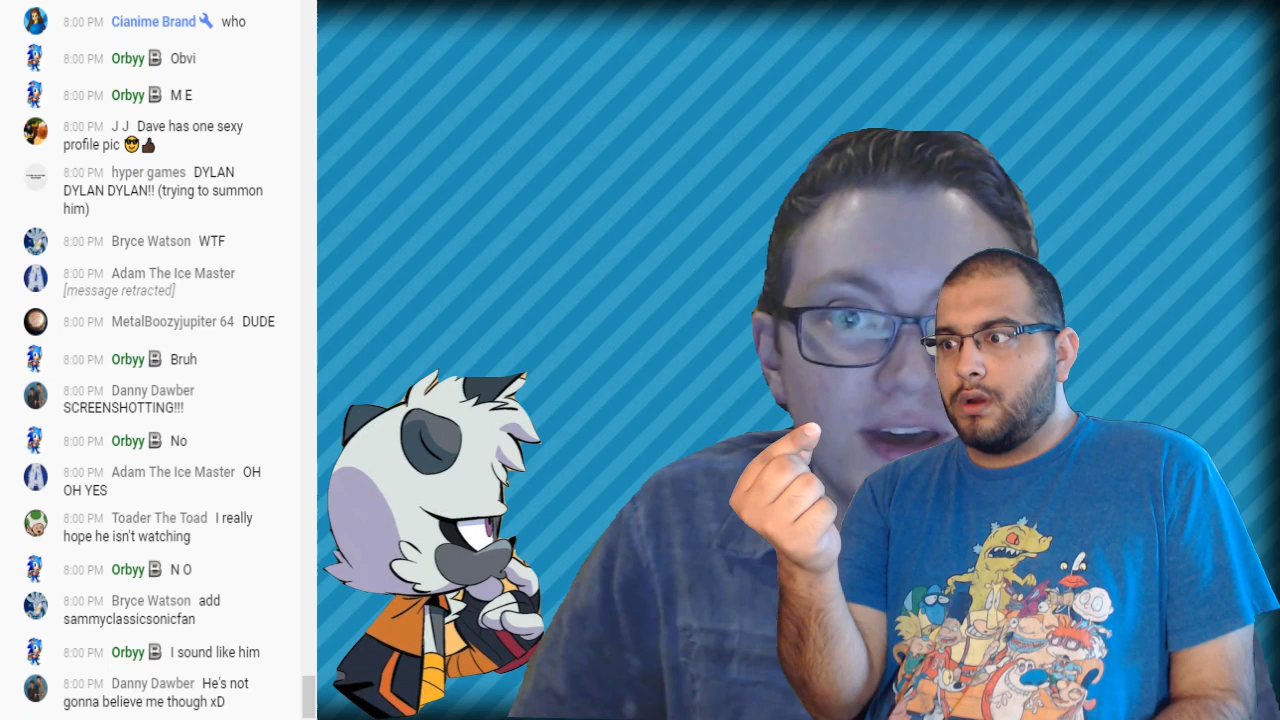 8:00 PM Cianime Brand who
8:00 PM Orbyy B Obvi
8:00 PM Orbyy B M E
8:00 PM J J Dave has one sexy
profile pic 😎👍🏿
8:00 PM hyper games DYLAN
DYLAN DYLAN!! (trying to summon
him)
8:00 PM Bryce Watson WTF
A 8:00 PM Adam The Ice Master
[message retracted]
8:00 PM MetalBoozyjupiter 64 DUDE
8:00 PM Orbyy B Bruh
8:00 PM Danny Dawber
SCREENSHOTTING!!!
8:00 PM Orbyy B No
A 8:00 PM Adam The Ice Master OH
OH YES
8:00 PM Toader The Toad I really
hope he isn't watching
8:00 PM Orbyy B N O
8:00 PM Bryce Watson add
sammyclassicsonicfan
8:00 PM Orbyy B I sound like him
8:00 PM Danny Dawber He's not
gonna believe me though xD